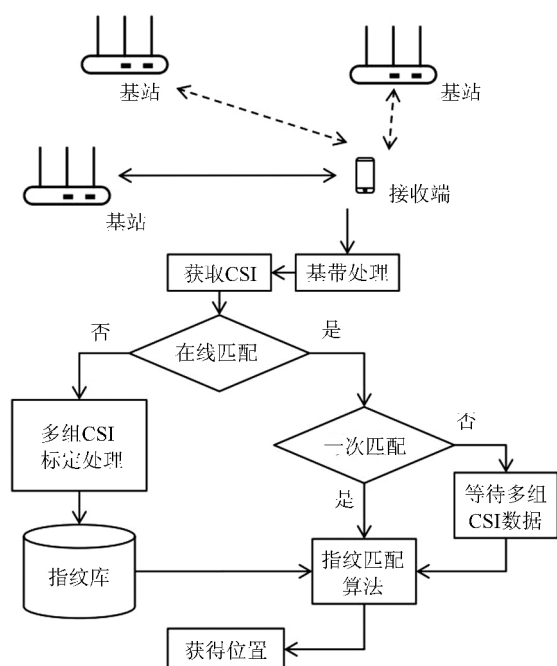 基站
基站
基站
接收端
获取CSI
基带处理
否
是
在线匹配
多组CSI
标定处理
一次匹配
否
是
等待多组
CSI数据
指纹库
指纹匹配
算法
获得位置